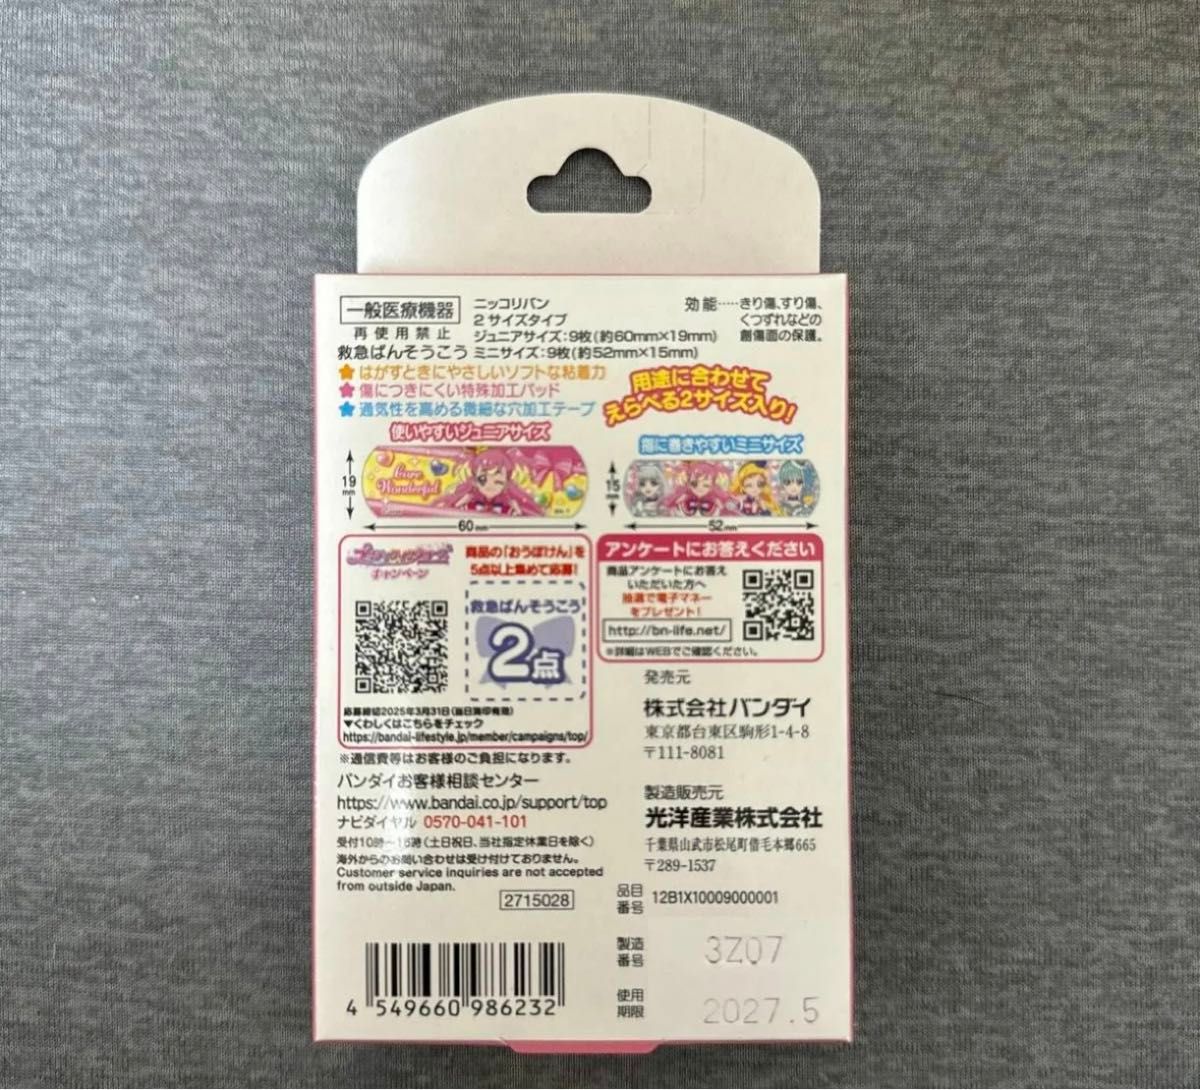 一般医療機器
再使用禁止
救急ばんそうこう
ニッコリバン
2サイズタイプ
ジュニアサイズ:9枚(約60mm×19mm)
ミニサイズ:9枚(約52mm×15mm)
効能……きり傷、すり傷、
くつずれなどの
創傷面の保護。
★はがすときにやさしいソフトな粘着力
★傷につきにくい特殊加工パッド
★通気性を高める微細な穴加工テープ
用途に合わせて
えらべる2サイズ入り!
使いやすいジュニアサイズ
指に巻きやすいミニサイズ
Cure
Wonderful
19
mm
60mm
15
mm
52mm
キャンペーン
商品の「おうぼけん」を
5点以上集めて応募!
救急ばんそうこう
2点
応募締切2025年3月31日(当日消印有効)
▼くわしくはこちらをチェック
https://bandai-lifestyle.jp/member/campaigns/top/
アンケートにお答えください
商品アンケートにお答え
いただいた方へ
抽選で電子マネー
をプレゼント!
http://bn-life.net/
※詳細はWEBでご確認ください。
※通信費等はお客様のご負担になります。
バンダイお客様相談センター
https://www.bandai.co.jp/support/top
ナビダイヤル 0570-041-101
受付10時~16時(土日祝日、当社指定休業日を除く)
海外からのお問い合わせは受け付けておりません。
Customer service inquiries are not accepted
from outside Japan.
2715028
発売元
株式会社バンダイ
東京都台東区駒形1-4-8
〒111-8081
製造販売元
光洋産業株式会社
千葉県山武市松尾町借毛本郷665
〒289-1537
品目
番号
12B1X10009000001
製造
番号
3Z07
使用
期限
2027.5
4 549660 986232